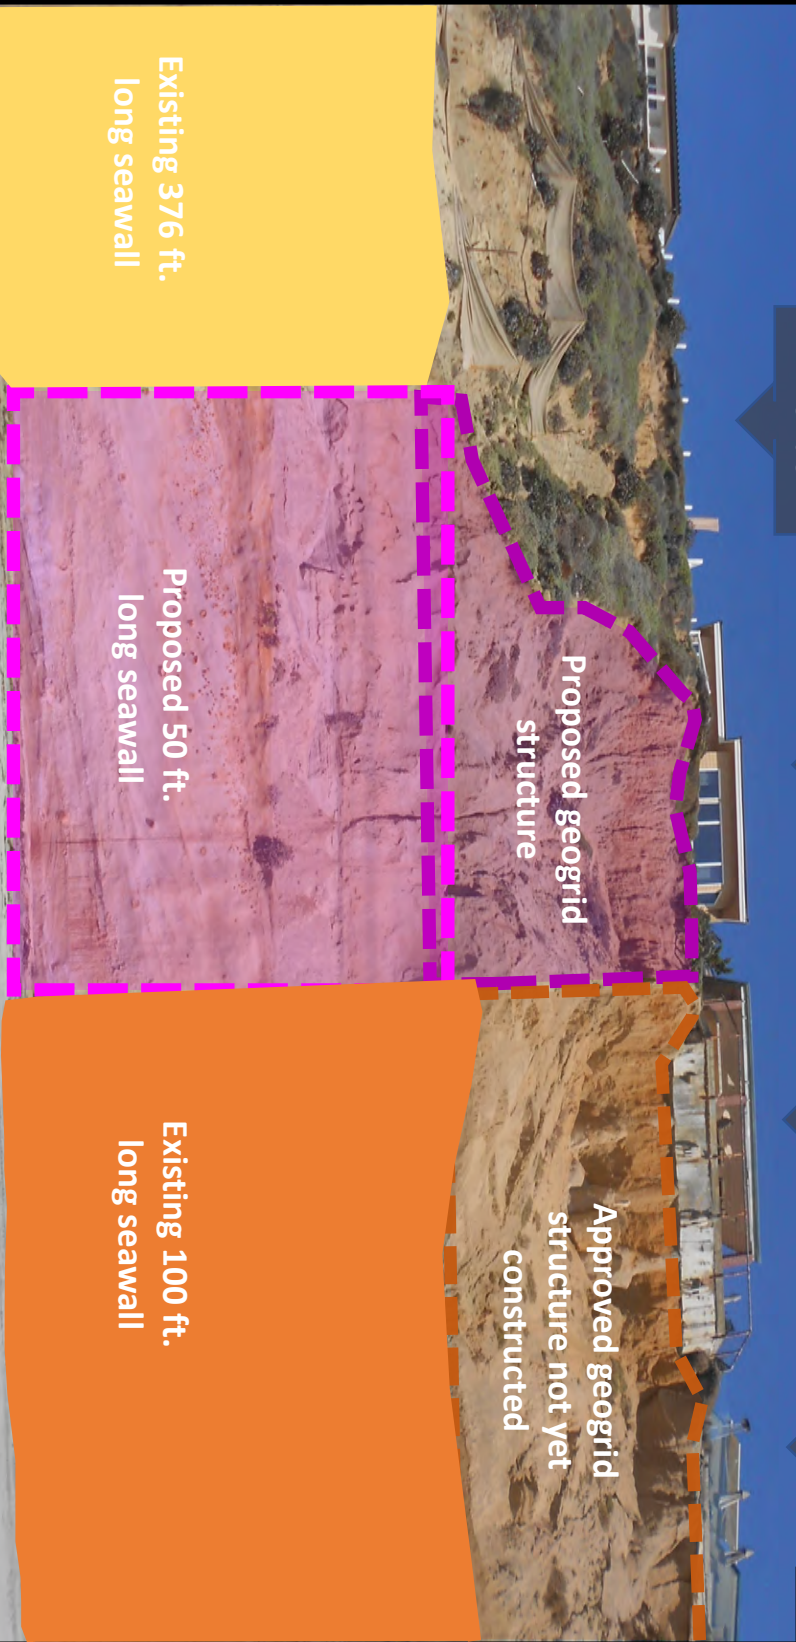 Existing 376 ft.
long seawall
Proposed 50 ft.
long seawall
Proposed geogrid
structure
Existing 100 ft.
long seawall
Approved geogrid
structure not yet
constructed